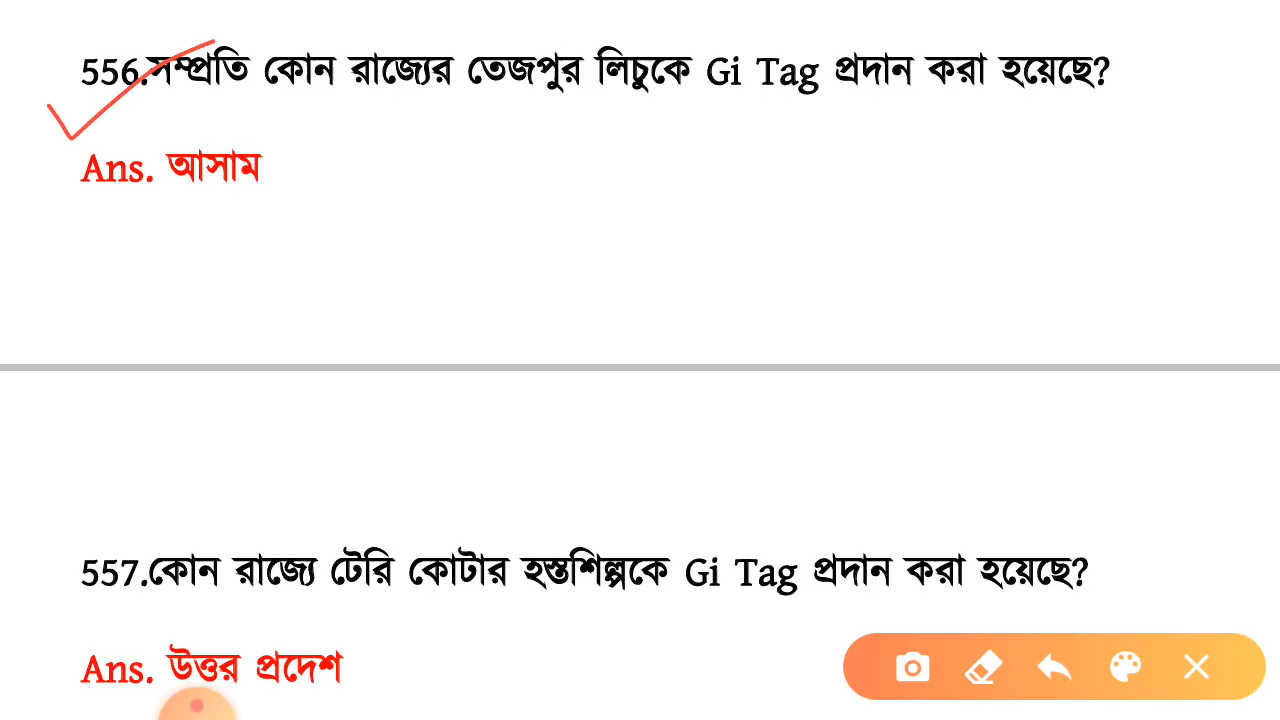 556.সম্প্রতি কোন রাজ্যের তেজপুর লিচুকে Gi Tag প্রদান করা হয়েছে?
Ans. আসাম
557.কোন রাজ্যে টেরি কোটার হস্তশিল্পকে Gi Tag প্রদান করা হয়েছে?
Ans. উত্তর প্রদেশ